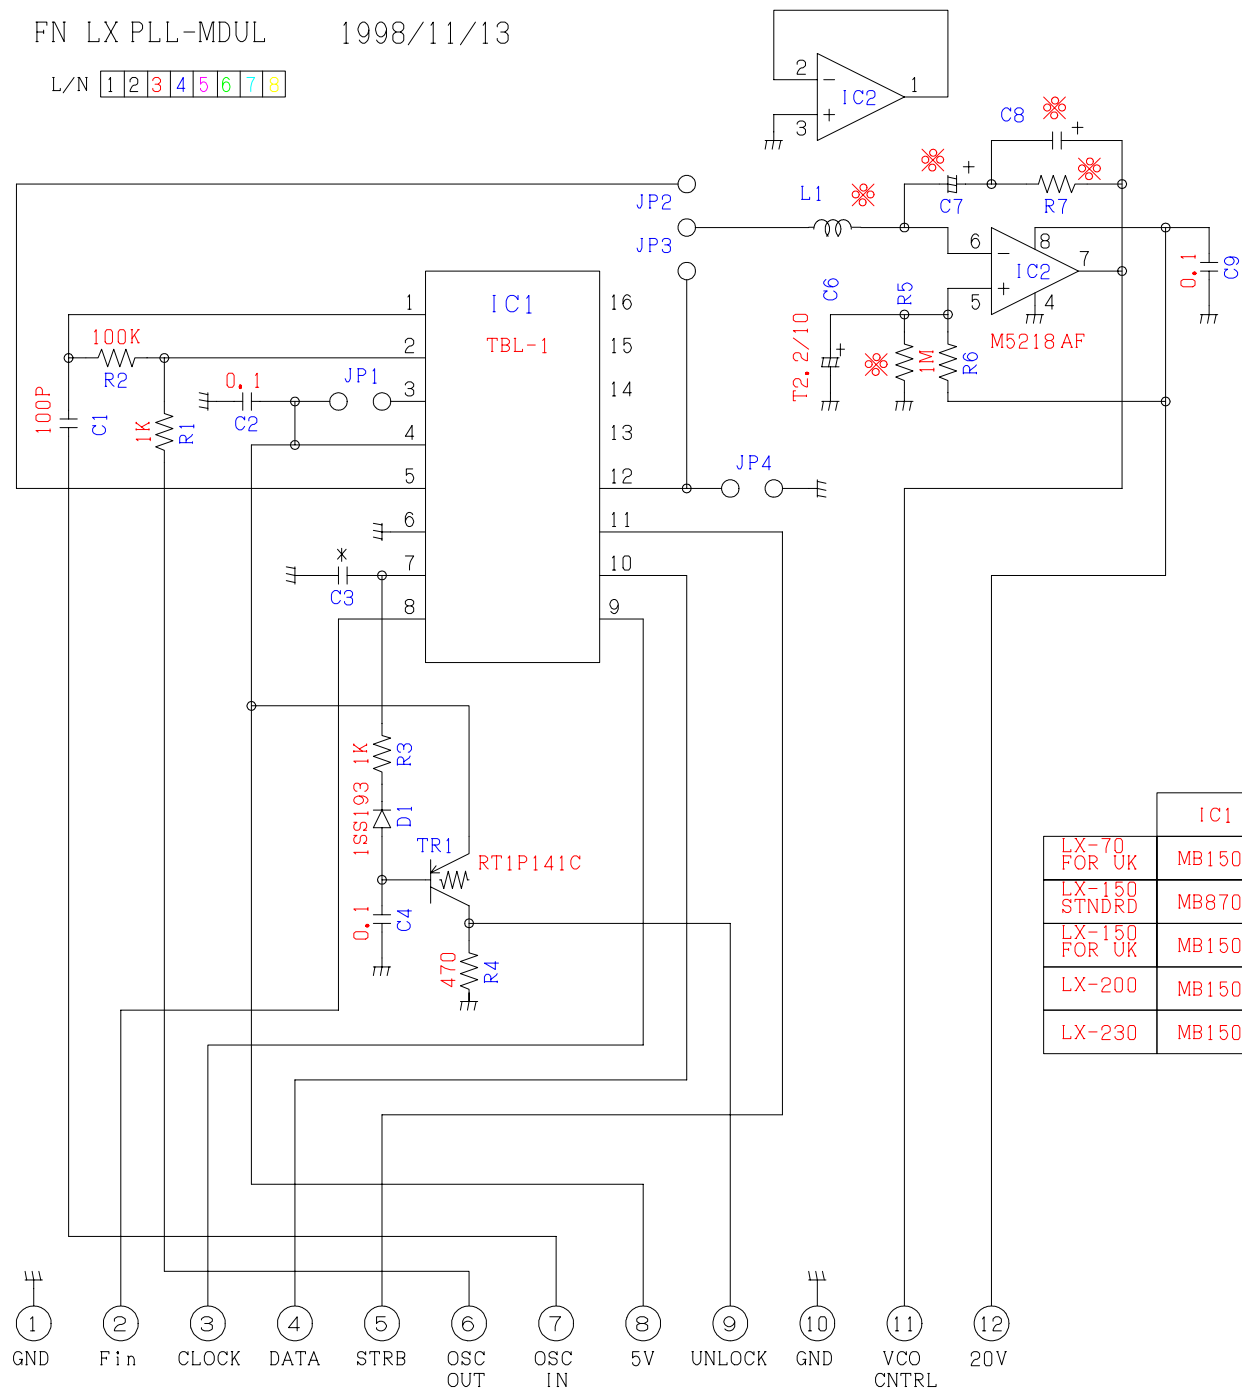 FN LX PLL-MDUL 1998/11/13
L/N 1 2 3 4 5 6 7 8
2
IC2
1
3
C8
※
+
※
+
※
C7
R7
JP2
JP3
L1
※
6
8
7
IC2
5
4
M5218AF
0.1
C9
C6
T2.2/10
+
R5
※
1M
R6
IC1
TBL-1
1
2
3
4
5
6
7
8
16
15
14
13
12
11
10
9
100K
R2
100P
C1
1K
R1
0.1
C2
JP1
JP4
*
C3
1K
R3
1SS193
D1
TR1
RT1P141C
0.1
C4
470
R4
IC1
LX-70
FOR UK
MB150
LX-150
STNDRD
MB870
LX-150
FOR UK
MB150
LX-200
MB150
LX-230
MB150
1 2 3 4 5 6 7 8 9 10 11 12
GND Fin CLOCK DATA STRB OSC OSC 5V UNLOCK GND VCO 20V
OUT IN CNTRL